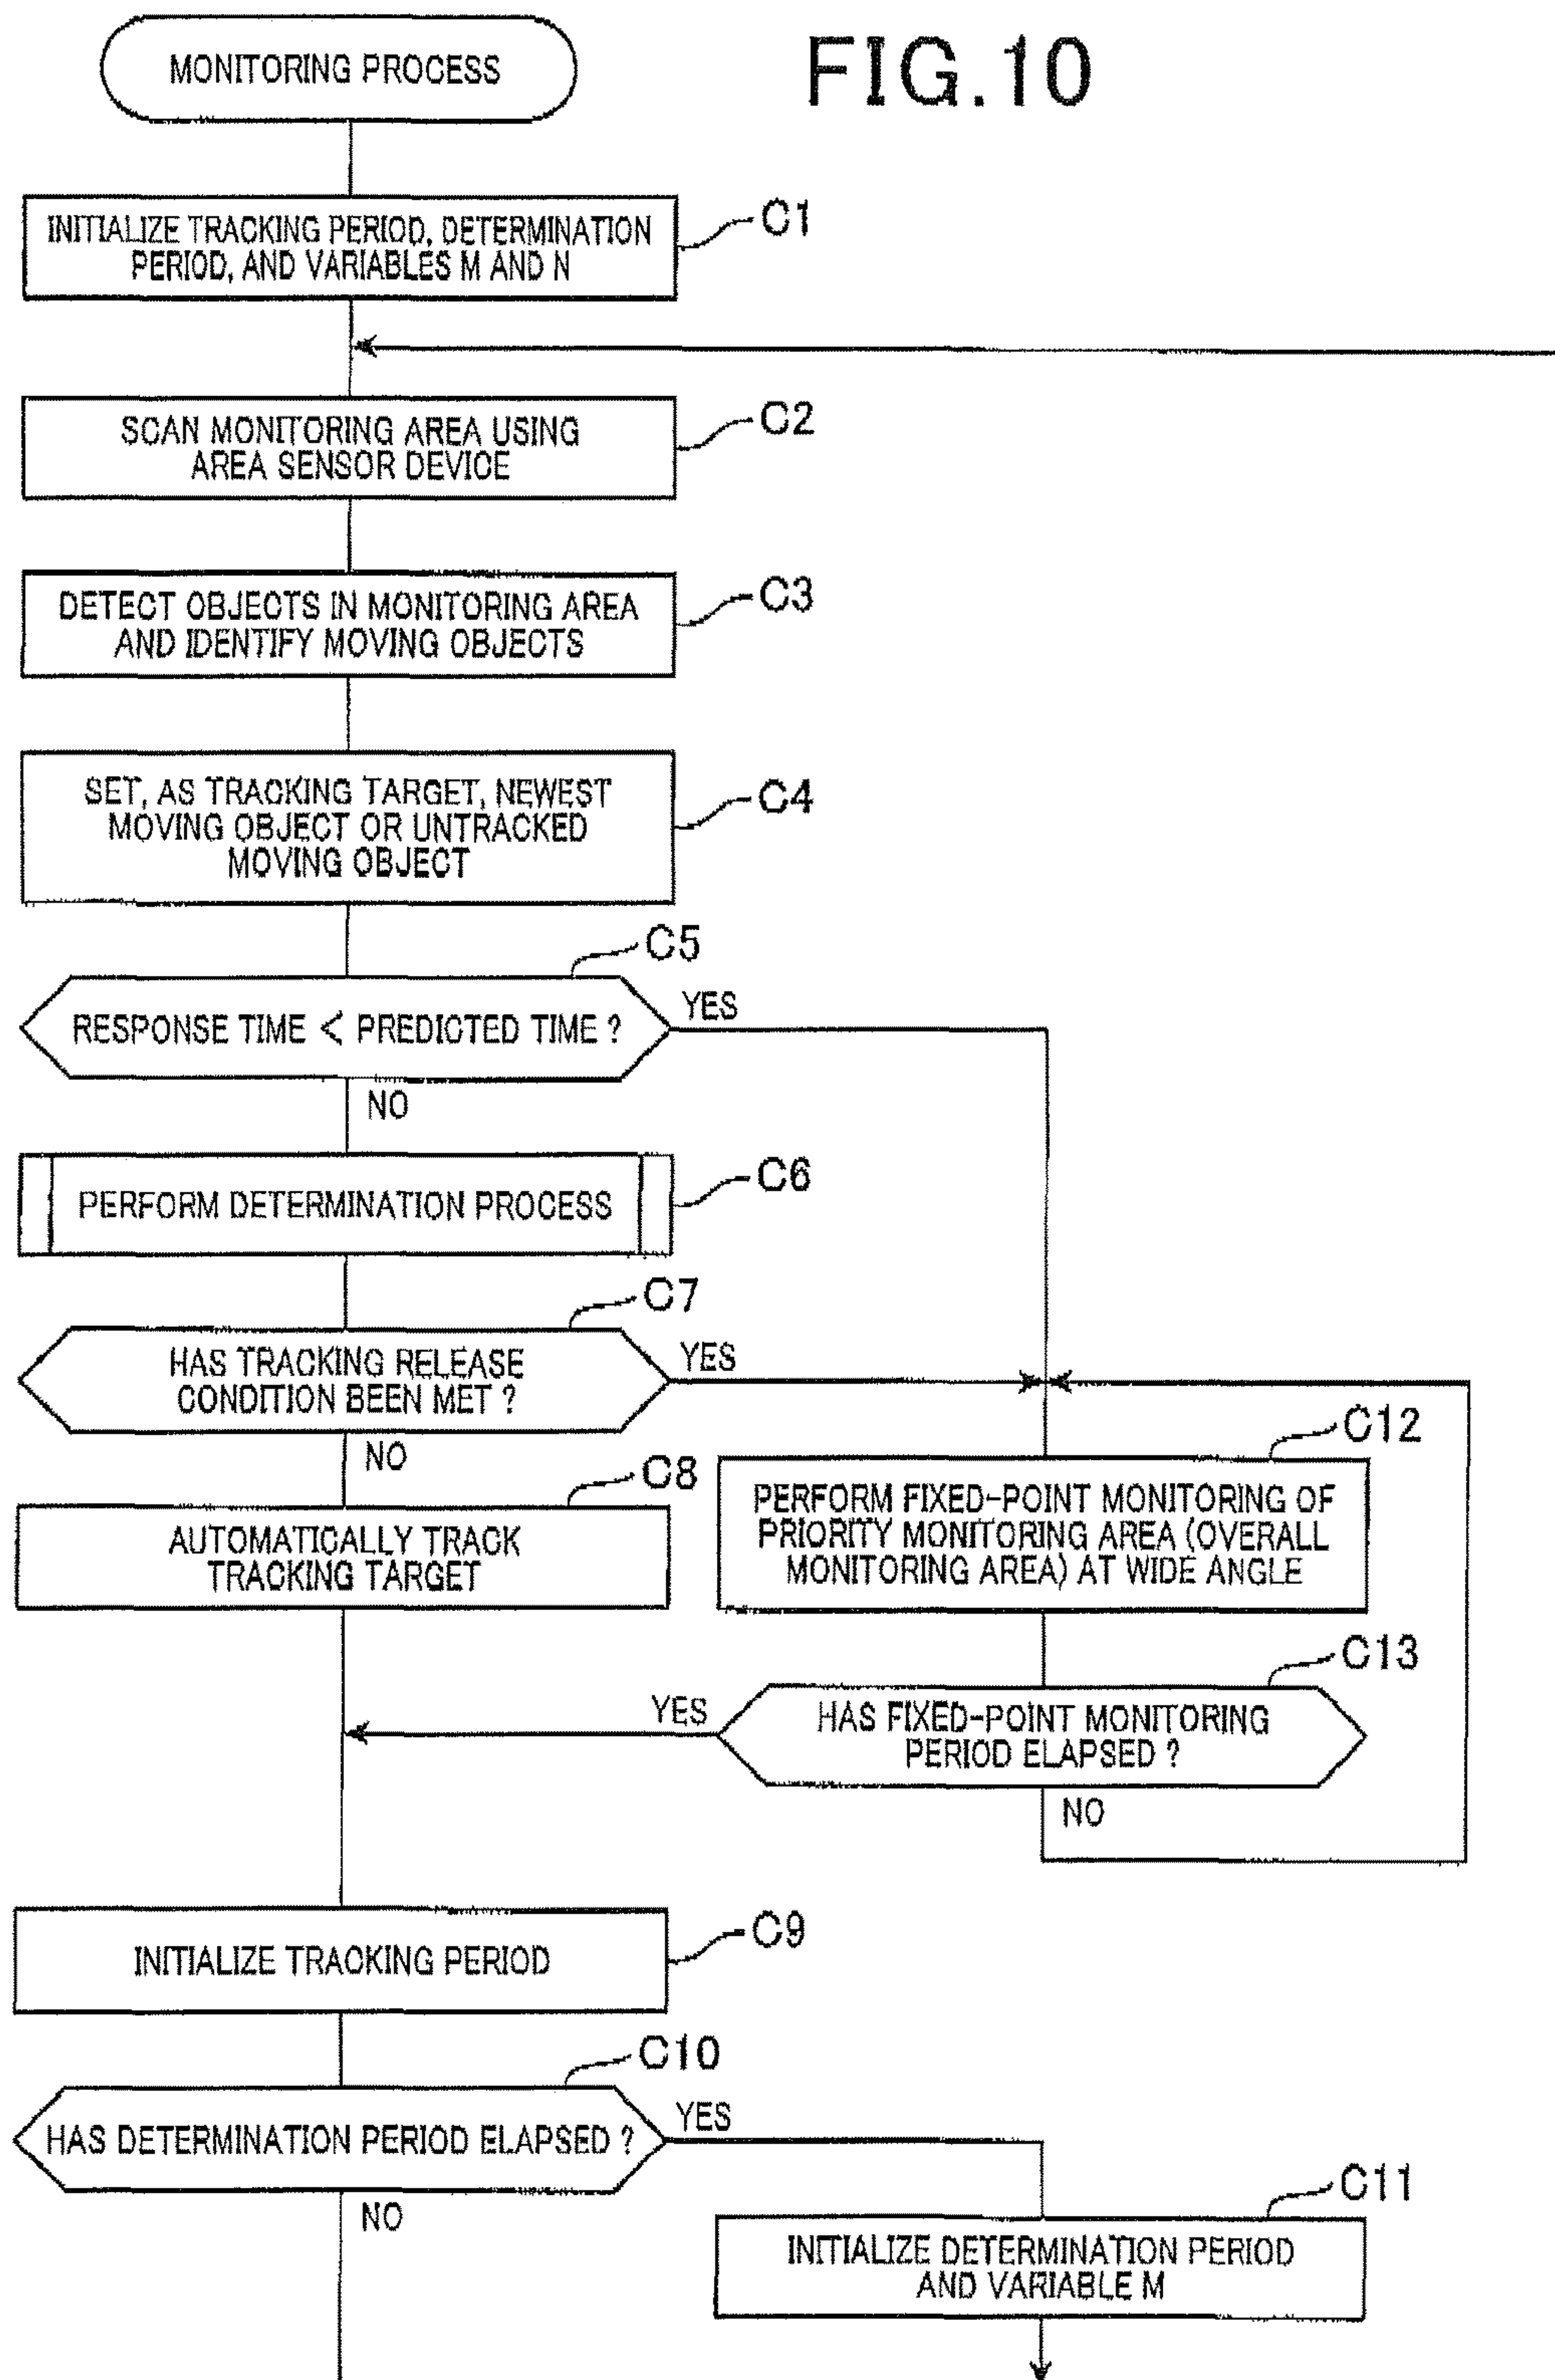 FIG.10
MONITORING PROCESS
C1
INITIALIZE TRACKING PERIOD, DETERMINATION
PERIOD, AND VARIABLES M AND N
C2
SCAN MONITORING AREA USING
AREA SENSOR DEVICE
C3
DETECT OBJECTS IN MONITORING AREA
AND IDENTIFY MOVING OBJECTS
C4
SET, AS TRACKING TARGET, NEWEST
MOVING OBJECT OR UNTRACKED
MOVING OBJECT
C5
RESPONSE TIME < PREDICTED TIME ?
YES
NO
C6
PERFORM DETERMINATION PROCESS
C7
HAS TRACKING RELEASE
CONDITION BEEN MET ?
YES
NO
C8
AUTOMATICALLY TRACK
TRACKING TARGET
C12
PERFORM FIXED-POINT MONITORING OF
PRIORITY MONITORING AREA (OVERALL
MONITORING AREA) AT WIDE ANGLE
C13
HAS FIXED-POINT MONITORING
PERIOD ELAPSED ?
YES
NO
C9
INITIALIZE TRACKING PERIOD
C10
HAS DETERMINATION PERIOD ELAPSED ?
YES
NO
C11
INITIALIZE DETERMINATION PERIOD
AND VARIABLE M